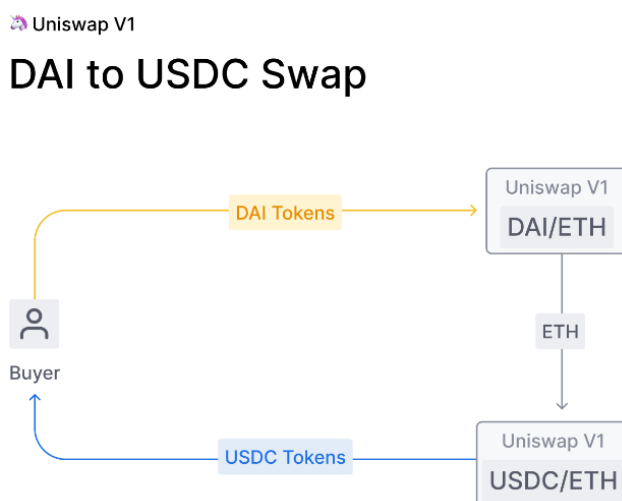 Uniswap V1
DAI to USDC Swap
Uniswap V1
DAI Tokens
DAI/ETH
ETH
Buyer
Uniswap V1
USDC Tokens
USDC/ETH